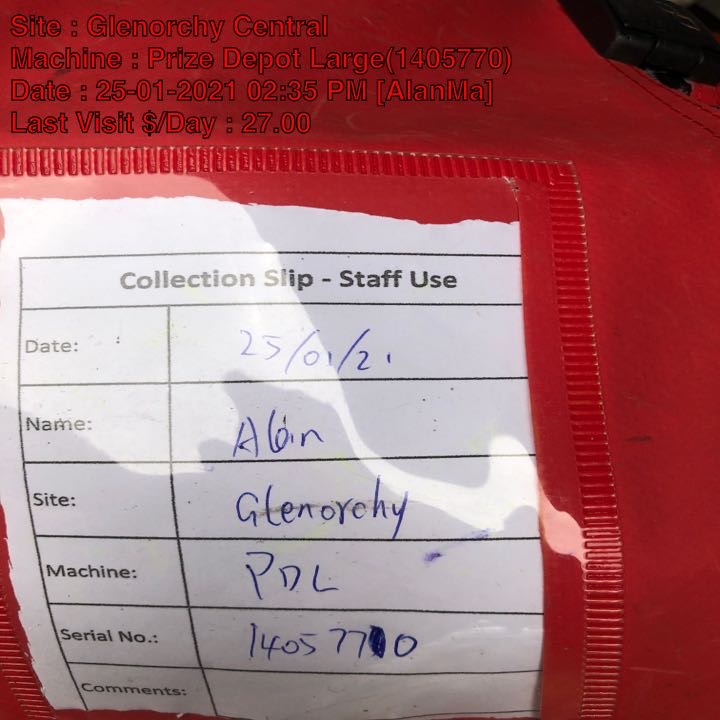 Site : Glenorchy Central
Machine : Prize Depot Large(1405770)
Date : 25-01-2021 02:35 PM [AlanMa]
Last Visit $/Day : 27.00
Collection Slip - Staff Use
Date: 25/01/21
Name: Alain
Site: Glenorchy
Machine: PDL
Serial No.: 1405770
Comments: